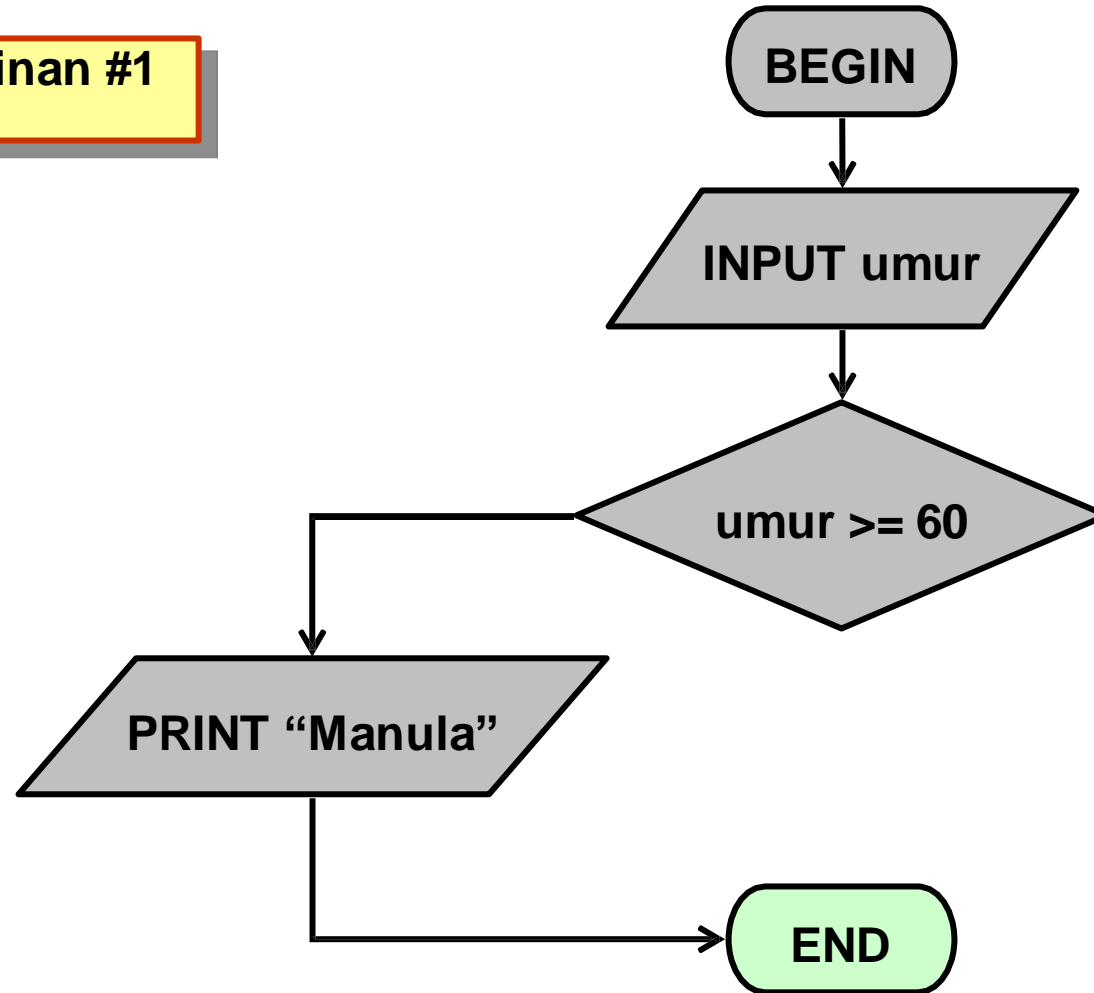 inan #1
BEGIN
INPUT umur
umur >= 60
PRINT “Manula”
END